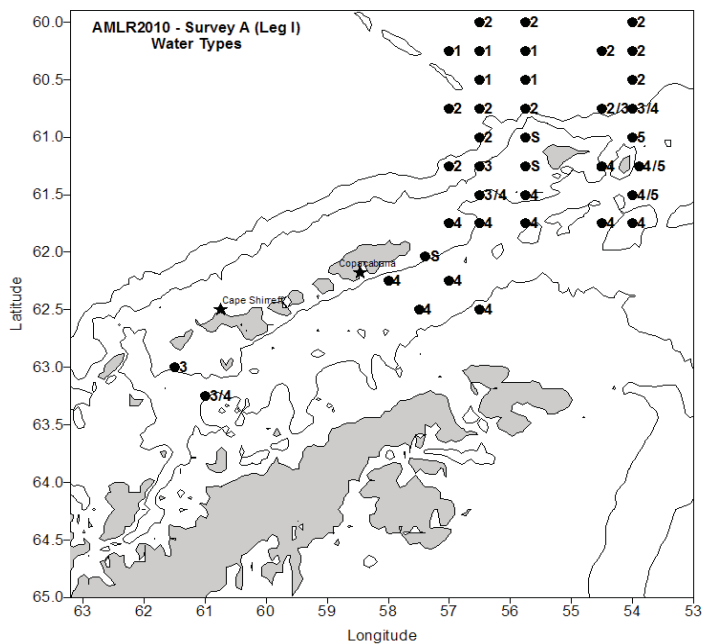 AMLR2010 - Survey A (Leg I)
Water Types
60.0 2 2 2
1 1 1 2 2
60.5 1 1 2
2 2 2 2/3 3/4
61.0 2 S 5
2 3 S 4 4/5
61.5 3/4 4 4/5
4 4 4 4 4
62.0 S
Copacabana
4 4
Cape Shirreff
62.5 4 4
63.0 3
3/4
63.5
64.0
64.5
65.0
Latitude
63 62 61 60 59 58 57 56 55 54 53
Longitude